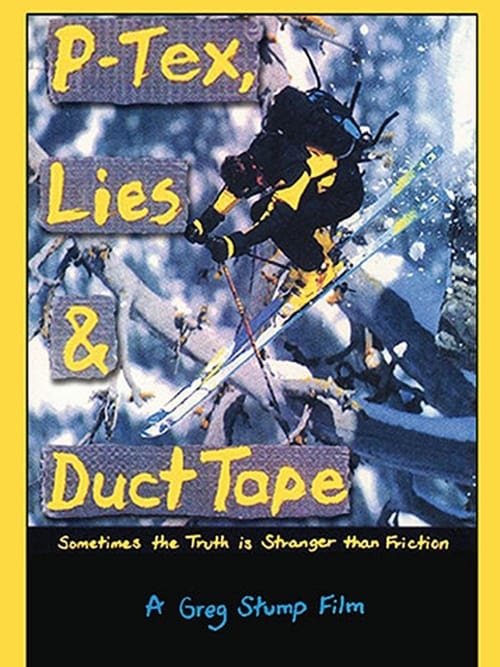 P-Tex,
Lies
&
Duct Tape
Sometimes the Truth is Stranger than Friction
A Greg Stump Film